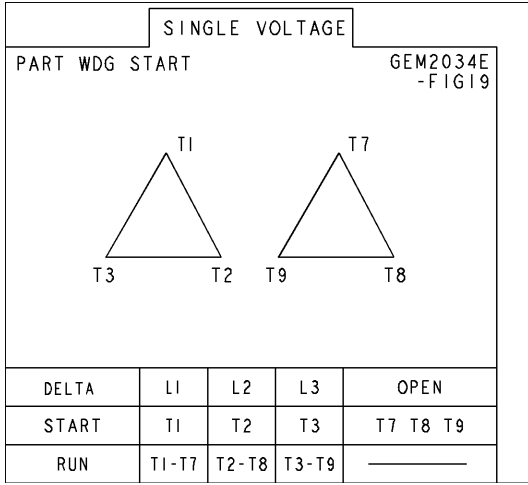 SINGLE VOLTAGE
PART WDG START
GEM2034E
-FIG19
T1
T7
T3
T2
T9
T8
DELTA L1 L2 L3 OPEN
START T1 T2 T3 T7 T8 T9
RUN T1-T7 T2-T8 T3-T9